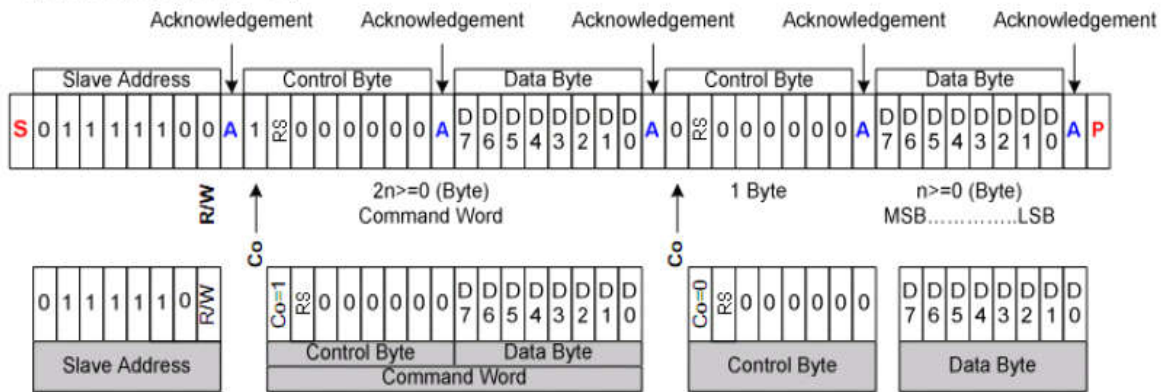 Acknowledgement Acknowledgement Acknowledgement Acknowledgement Acknowledgement
Slave Address Control Byte Data Byte Control Byte Data Byte
S 0 1 1 1 1 1 0 0 A 1 RS 0 0 0 0 0 0 A D7 D6 D5 D4 D3 D2 D1 D0 A 0 RS 0 0 0 0 0 0 A D7 D6 D5 D4 D3 D2 D1 D0 A P
R/W Co 2n>=0 (Byte) Co 1 Byte n>=0 (Byte)
Command Word MSB..............LSB
0 1 1 1 1 1 0 R/W Co=1 RS 0 0 0 0 0 0 D7 D6 D5 D4 D3 D2 D1 D0 Co=0 RS 0 0 0 0 0 0 D7 D6 D5 D4 D3 D2 D1 D0
Slave Address Control Byte Data Byte Control Byte Data Byte
Command Word